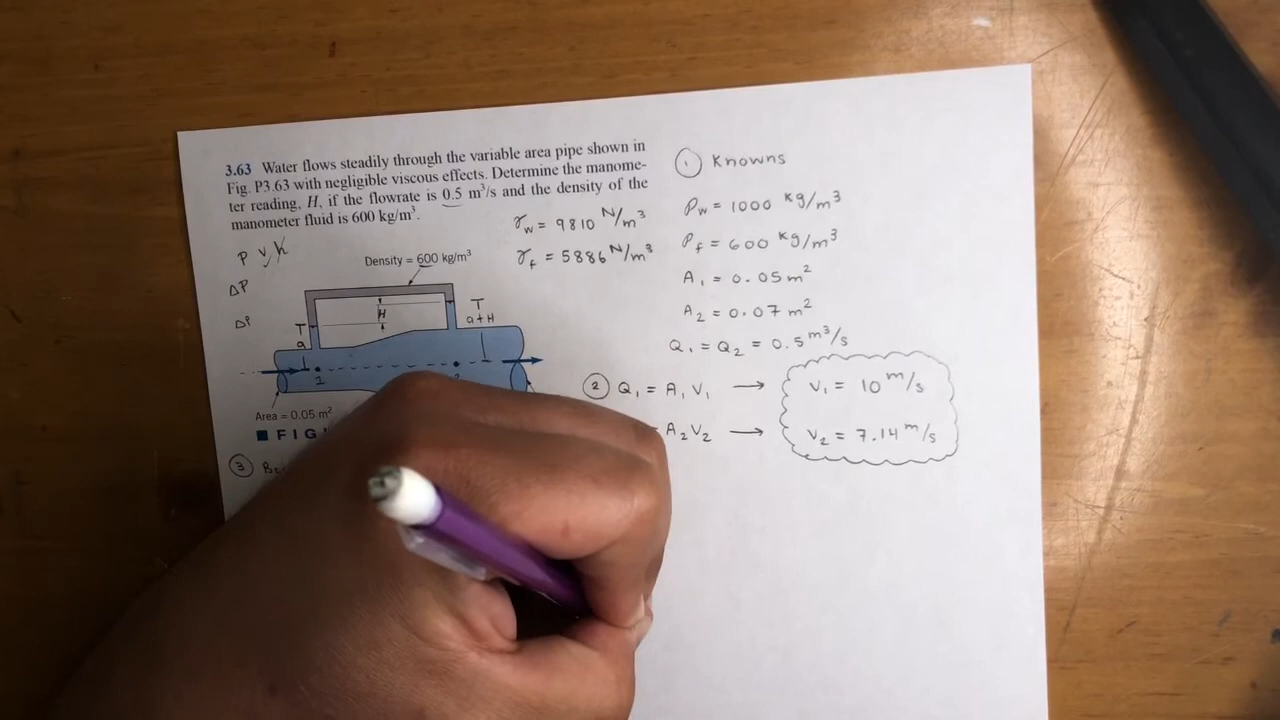 3.63 Water flows steadily through the variable area pipe shown in
Fig. P3.63 with negligible viscous effects. Determine the manome-
ter reading, H, if the flowrate is 0.5 m³/s and the density of the
manometer fluid is 600 kg/m³.
γw = 9810 N/m³
γf = 5886 N/m³
P V h
ΔP
ΔP
Density = 600 kg/m³
H
T
a
T
a+H
1
Area = 0.05 m²
■ FIG
① Knowns
ρw = 1000 kg/m³
ρf = 600 kg/m³
A₁ = 0.05 m²
A₂ = 0.07 m²
Q₁ = Q₂ = 0.5 m³/s
② Q₁ = A₁ V₁ → V₁ = 10 m/s
A₂ V₂ → V₂ = 7.14 m/s
③